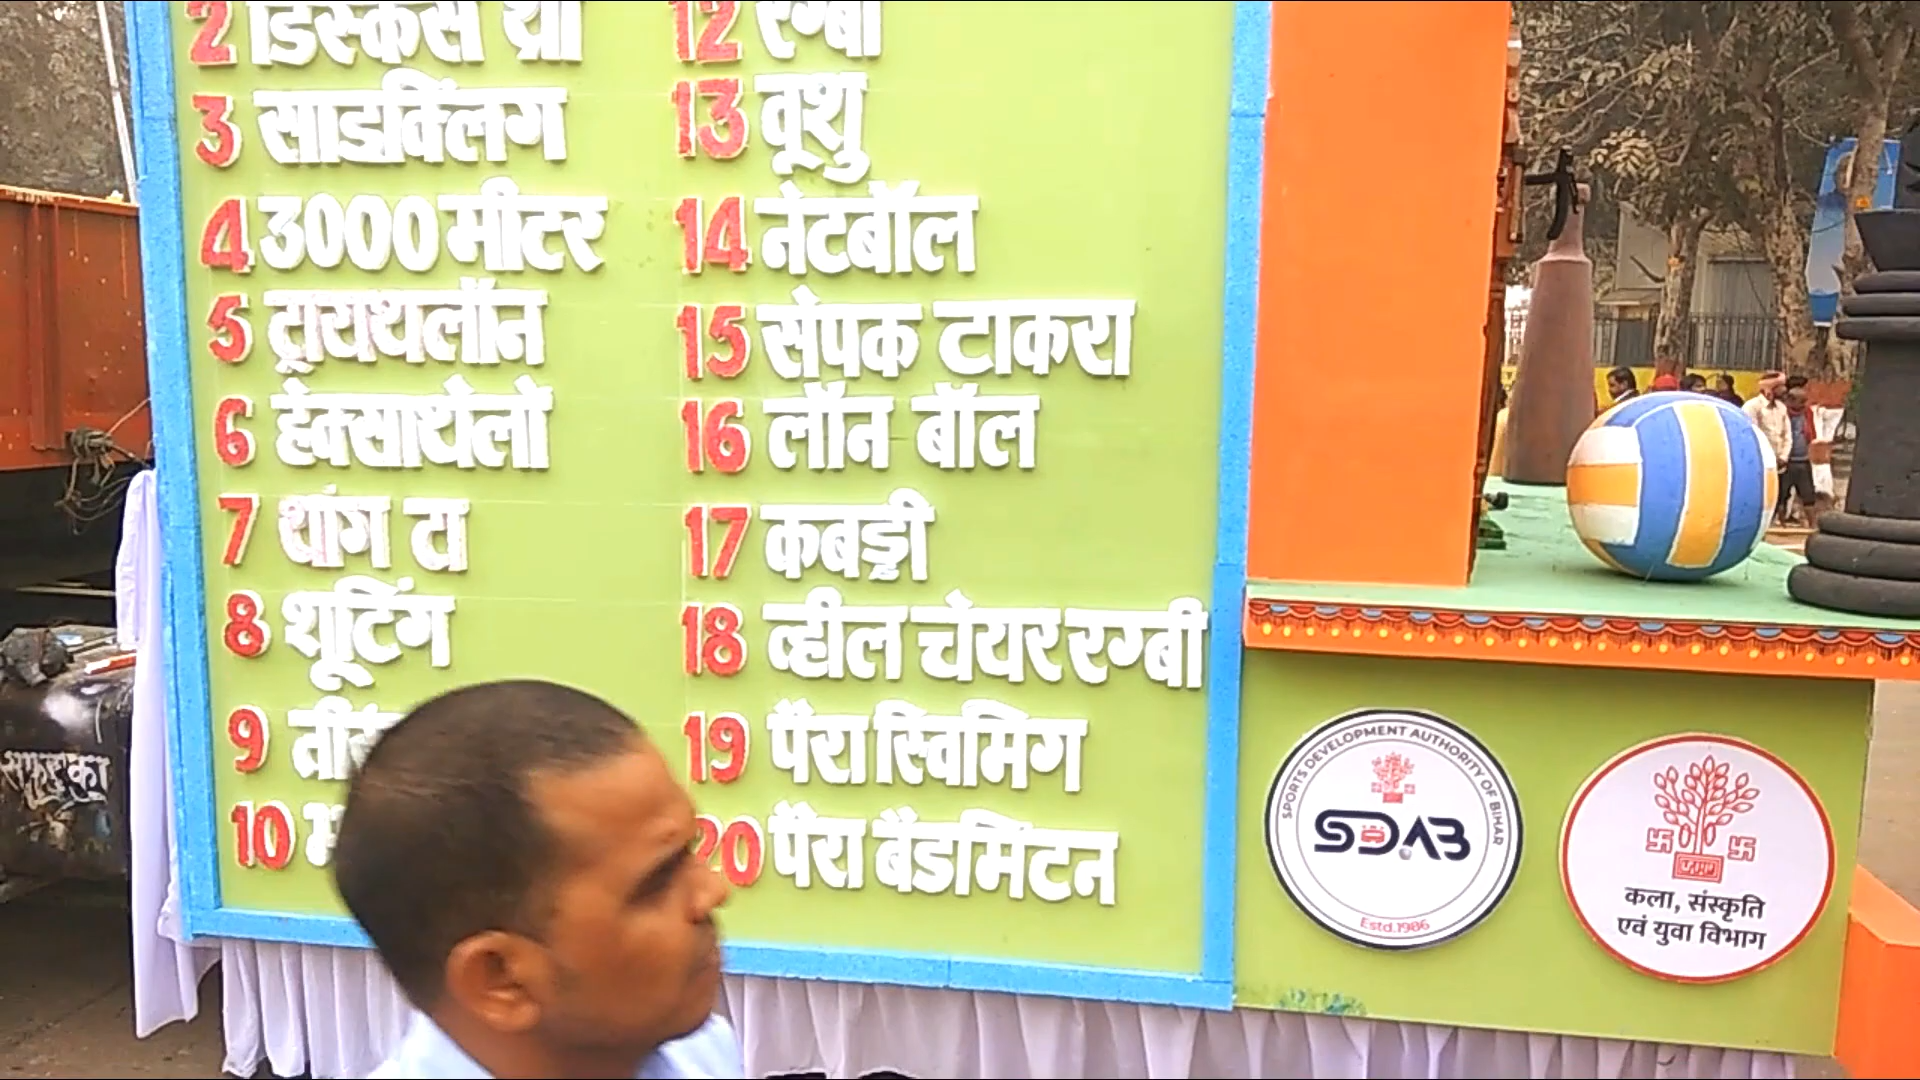 2 डिस्कस थ्रो
3 साइक्लिंग
4 3000 मीटर
5 ट्रायथलॉन
6 हेक्साथेलो
7 थांग टा
8 शूटिंग
9
10
12 रग्बी
13 वूशु
14 नेटबॉल
15 सेपक टाकरा
16 लॉन बॉल
17 कबड्डी
18 व्हील चेयर रग्बी
19 पैरा स्विमिंग
20 पैरा बैडमिंटन
SPORTS DEVELOPMENT AUTHORITY OF BIHAR
SDAB
Estd.1986
कला, संस्कृति
एवं युवा विभाग